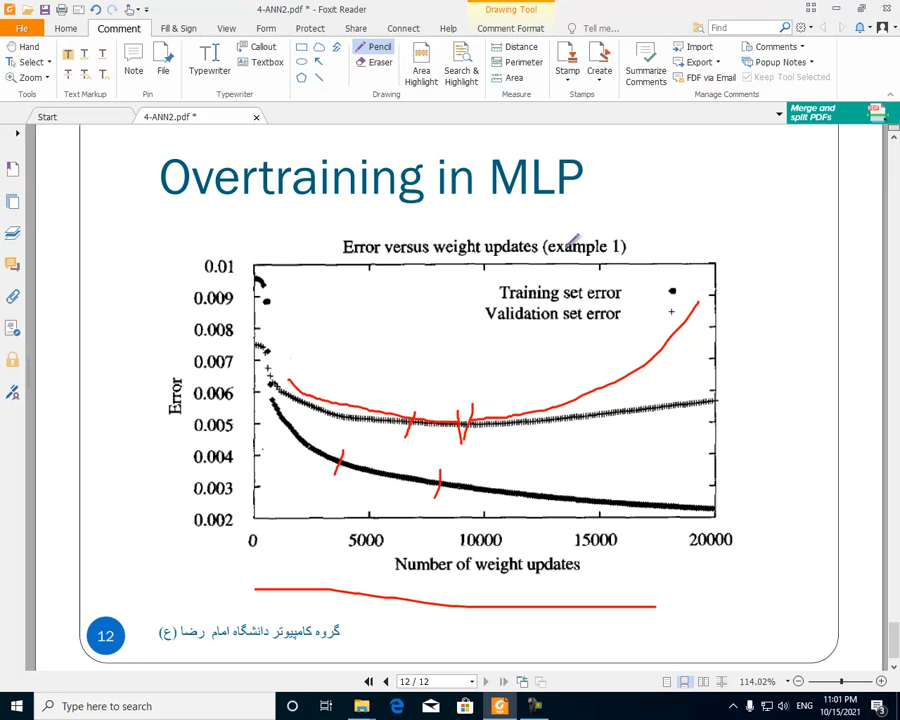 4-ANN2.pdf * - Foxit Reader
Drawing Tool
File Home Comment Fill & Sign View Form Protect Share Connect Help Comment Format Tell me... Find
Hand
Select
Zoom
Tools
Text Markup
Note
Pin
File
Typewriter
Callout
Textbox
Typewriter
Pencil
Eraser
Drawing
Area Highlight
Search & Highlight
Distance
Perimeter
Area
Measure
Stamp
Create
Stamps
Summarize Comments
Import
Export
FDF via Email
Comments
Popup Notes
Keep Tool Selected
Manage Comments
Start
4-ANN2.pdf *
Merge and
split PDFs
Overtraining in MLP
Error versus weight updates (example 1)
Training set error
Validation set error
Error
0.01
0.009
0.008
0.007
0.006
0.005
0.004
0.003
0.002
0 5000 10000 15000 20000
Number of weight updates
12
گروه کامپیوتر دانشگاه امام رضا (ع)
12 / 12
114.02%
Type here to search
ENG
11:01 PM
10/15/2021
3